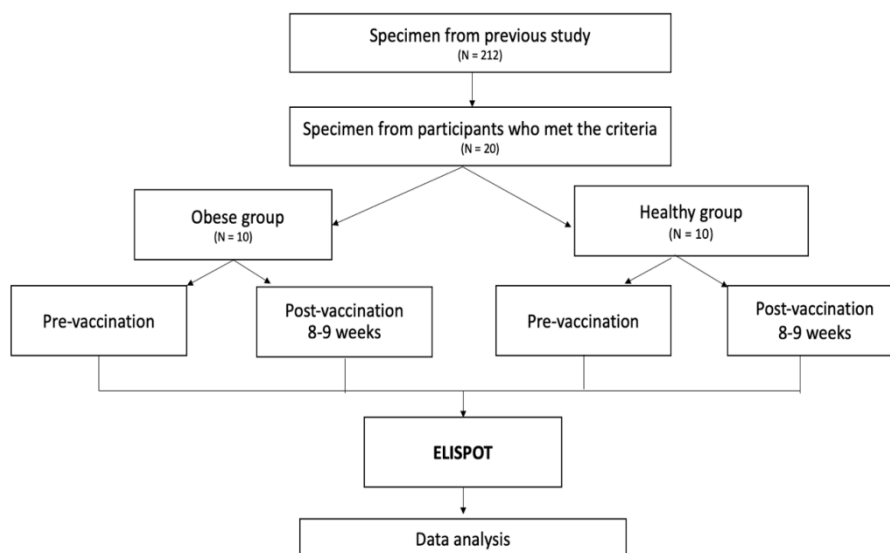 Specimen from previous study
(N = 212)
Specimen from participants who met the criteria
(N = 20)
Obese group
(N = 10)
Healthy group
(N = 10)
Pre-vaccination
Post-vaccination
8-9 weeks
Pre-vaccination
Post-vaccination
8-9 weeks
ELISPOT
Data analysis